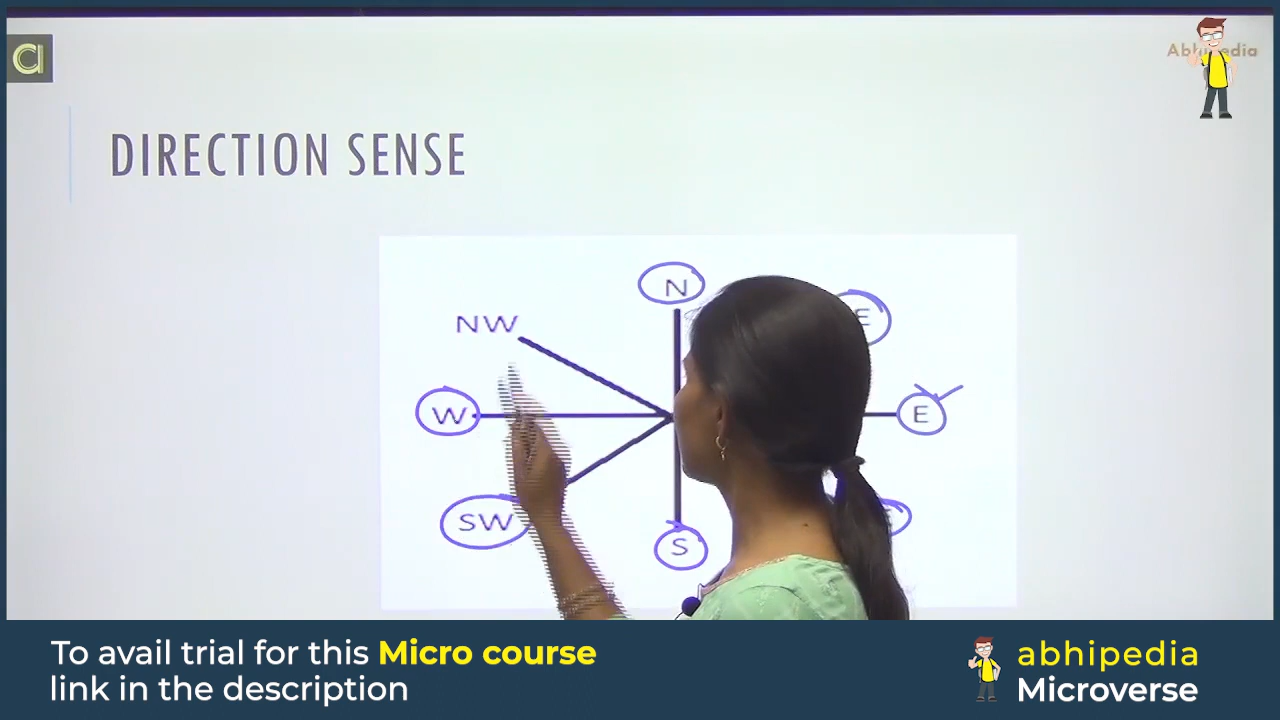 a
Abhipedia
DIRECTION SENSE
N
NW
E
W
E
SW
S
To avail trial for this Micro course
link in the description
abhipedia
Microverse